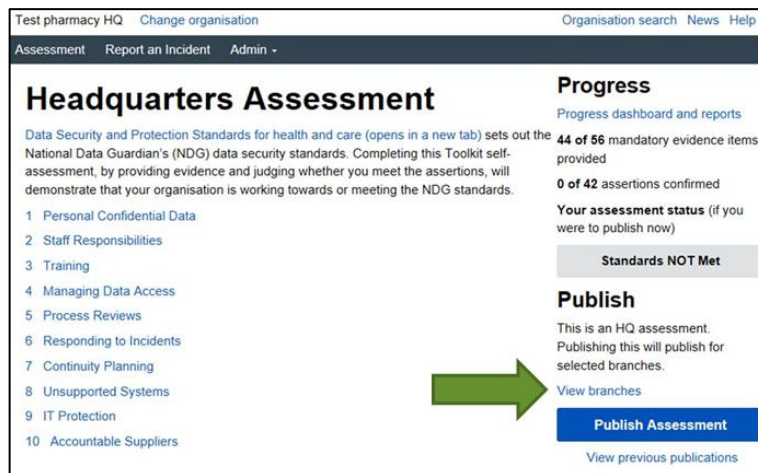 Test pharmacy HQ Change organisation
Organisation search News Help
Assessment Report an Incident Admin
Headquarters Assessment
Data Security and Protection Standards for health and care (opens in a new tab) sets out the
National Data Guardian's (NDG) data security standards. Completing this Toolkit self-
assessment, by providing evidence and judging whether you meet the assertions, will
demonstrate that your organisation is working towards or meeting the NDG standards.
1 Personal Confidential Data
2 Staff Responsibilities
3 Training
4 Managing Data Access
5 Process Reviews
6 Responding to Incidents
7 Continuity Planning
8 Unsupported Systems
9 IT Protection
10 Accountable Suppliers
Progress
Progress dashboard and reports
44 of 56 mandatory evidence items
provided
0 of 42 assertions confirmed
Your assessment status (if you
were to publish now)
Standards NOT Met
Publish
This is an HQ assessment.
Publishing this will publish for
selected branches.
View branches
Publish Assessment
View previous publications